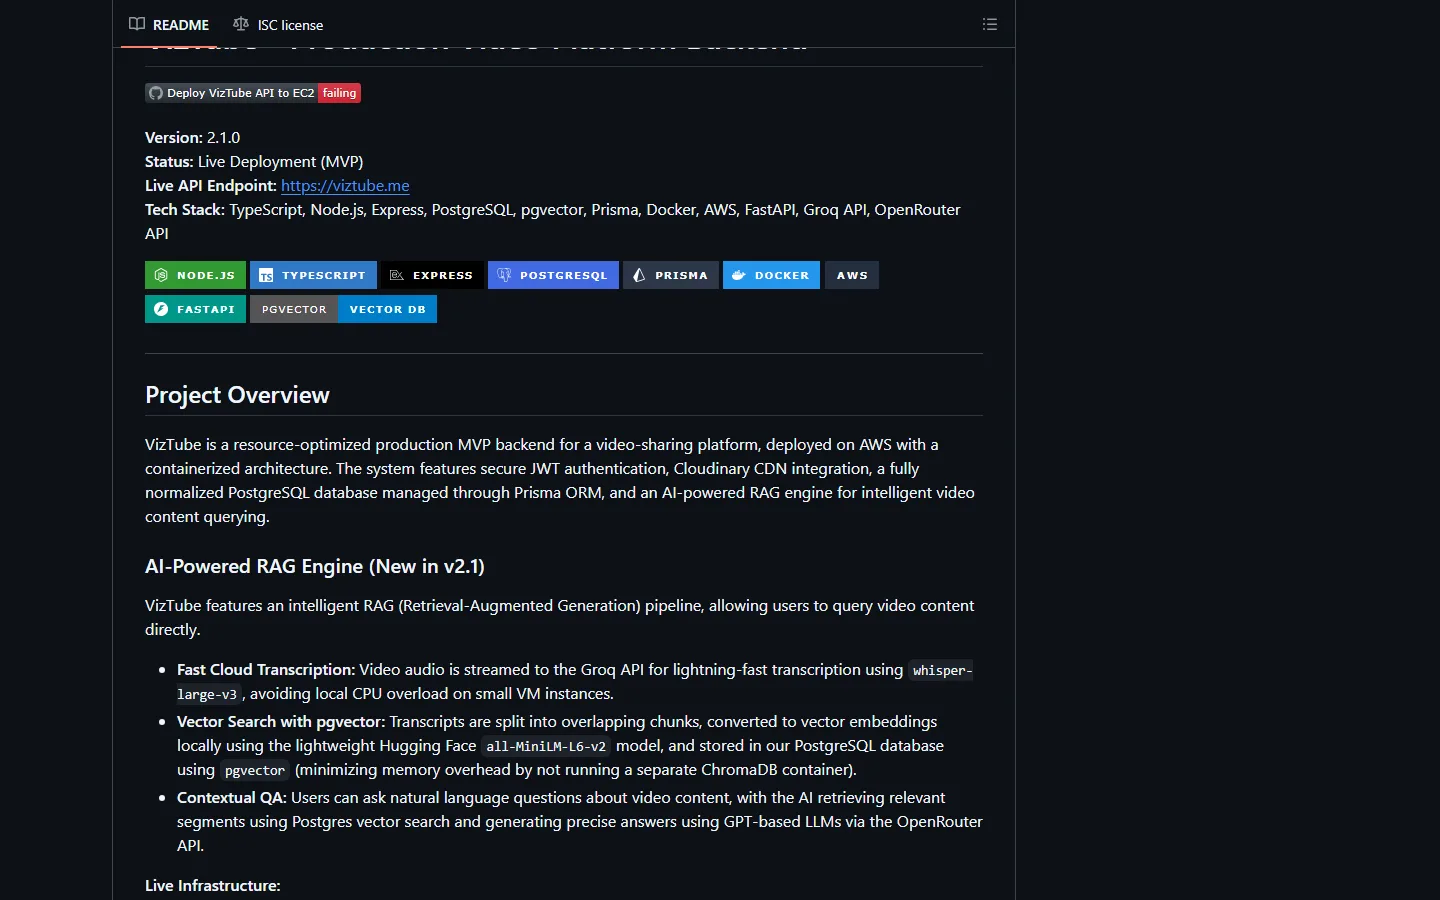 README ISC license
Deploy VizTube API to EC2 failing
Version: 2.1.0
Status: Live Deployment (MVP)
Live API Endpoint: https://viztube.me
Tech Stack: TypeScript, Node.js, Express, PostgreSQL, pgvector, Prisma, Docker, AWS, FastAPI, Groq API, OpenRouter
API
NODE.JS TYPESCRIPT EXPRESS POSTGRESQL PRISMA DOCKER AWS
FASTAPI PGVECTOR VECTOR DB
Project Overview
VizTube is a resource-optimized production MVP backend for a video-sharing platform, deployed on AWS with a
containerized architecture. The system features secure JWT authentication, Cloudinary CDN integration, a fully
normalized PostgreSQL database managed through Prisma ORM, and an AI-powered RAG engine for intelligent video
content querying.
AI-Powered RAG Engine (New in v2.1)
VizTube features an intelligent RAG (Retrieval-Augmented Generation) pipeline, allowing users to query video content
directly.
• Fast Cloud Transcription: Video audio is streamed to the Groq API for lightning-fast transcription using whisper-
large-v3, avoiding local CPU overload on small VM instances.
• Vector Search with pgvector: Transcripts are split into overlapping chunks, converted to vector embeddings
locally using the lightweight Hugging Face all-MiniLM-L6-v2 model, and stored in our PostgreSQL database
using pgvector (minimizing memory overhead by not running a separate ChromaDB container).
• Contextual QA: Users can ask natural language questions about video content, with the AI retrieving relevant
segments using Postgres vector search and generating precise answers using GPT-based LLMs via the OpenRouter
API.
Live Infrastructure: